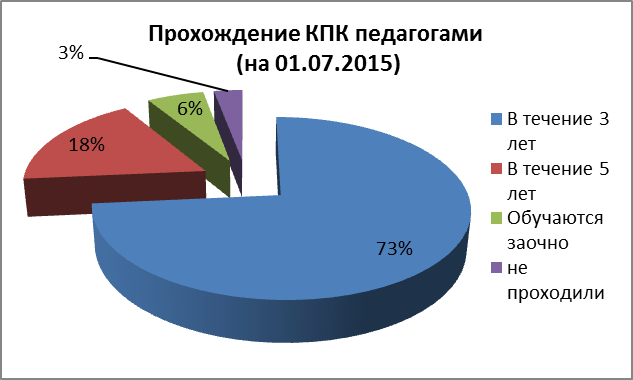 Прохождение КПК педагогами
(на 01.07.2015)
3%
6%
18%
73%
В течение 3
лет
В течение 5
лет
Обучаются
заочно
не
проходили